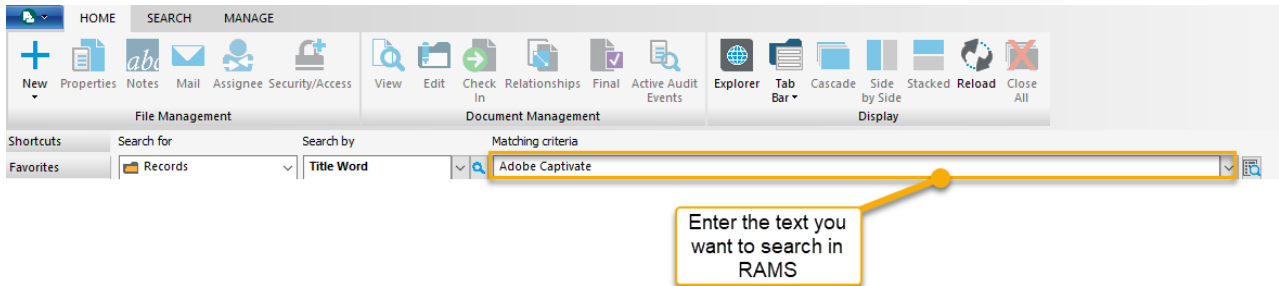 HOME SEARCH MANAGE
abc
New Properties Notes Mail Assignee Security/Access View Edit Check In Relationships Final Active Audit Events Explorer Tab Bar Cascade Side by Side Stacked Reload Close All
File Management Document Management Display
Shortcuts Search for Search by Matching criteria
Favorites Records Title Word Adobe Captivate
Enter the text you
want to search in
RAMS